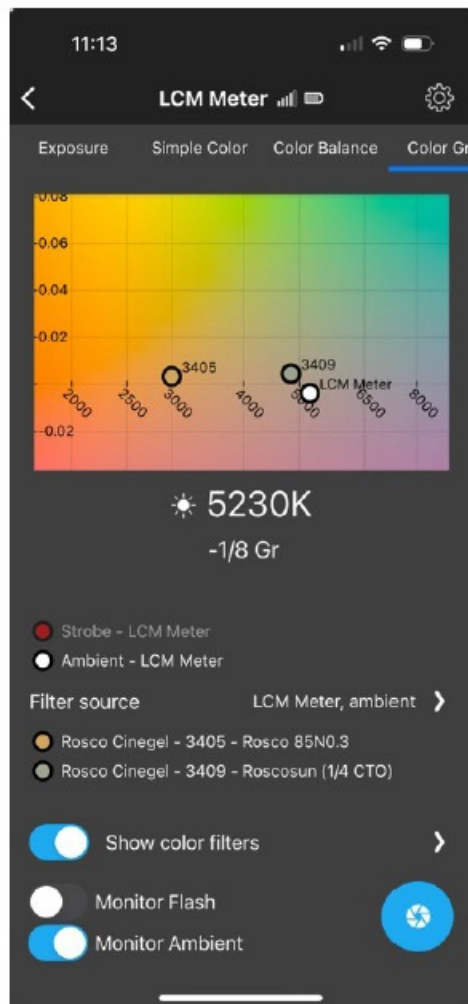 11:13
LCM Meter
Exposure Simple Color Color Balance Color Gr
0.08
-0.06
-0.04
-0.02
3405 3409
LCM Meter
2000 2500 3000 4000 5000 6500 8000
-0.02
5230K
-1/8 Gr
Strobe - LCM Meter
Ambient - LCM Meter
Filter source LCM Meter, ambient
Rosco Cinegel - 3405 - Rosco 85N0.3
Rosco Cinegel - 3409 - Roscosun (1/4 CTO)
Show color filters
Monitor Flash
Monitor Ambient